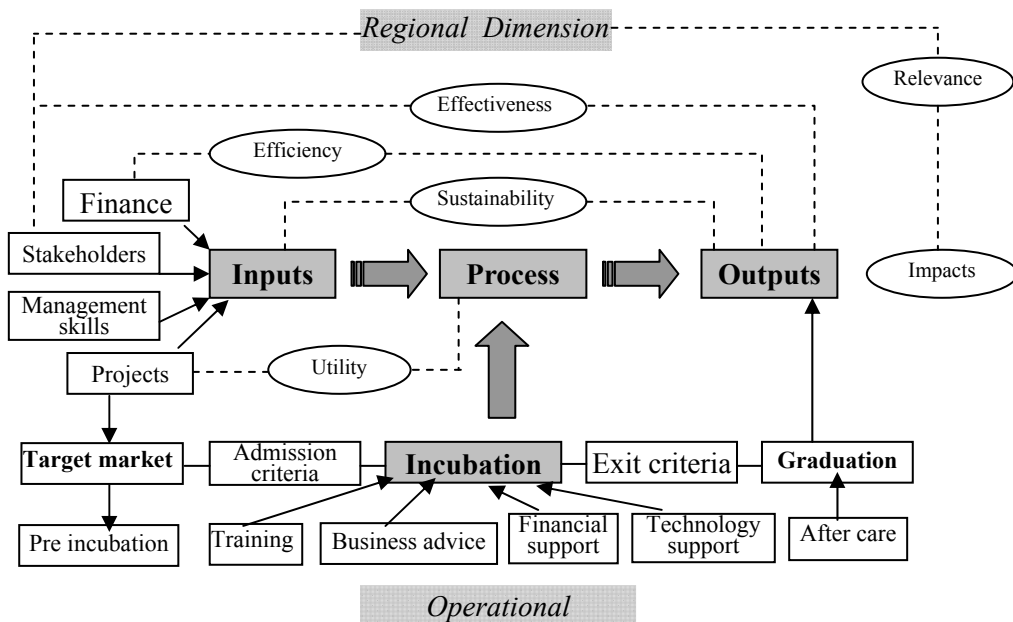 Regional Dimension
Relevance
Effectiveness
Efficiency
Sustainability
Finance
Stakeholders
Inputs
Process
Outputs
Impacts
Management
skills
Projects
Utility
Target market
Admission
criteria
Incubation
Exit criteria
Graduation
Pre incubation
Training
Business advice
Financial
support
Technology
support
After care
Operational